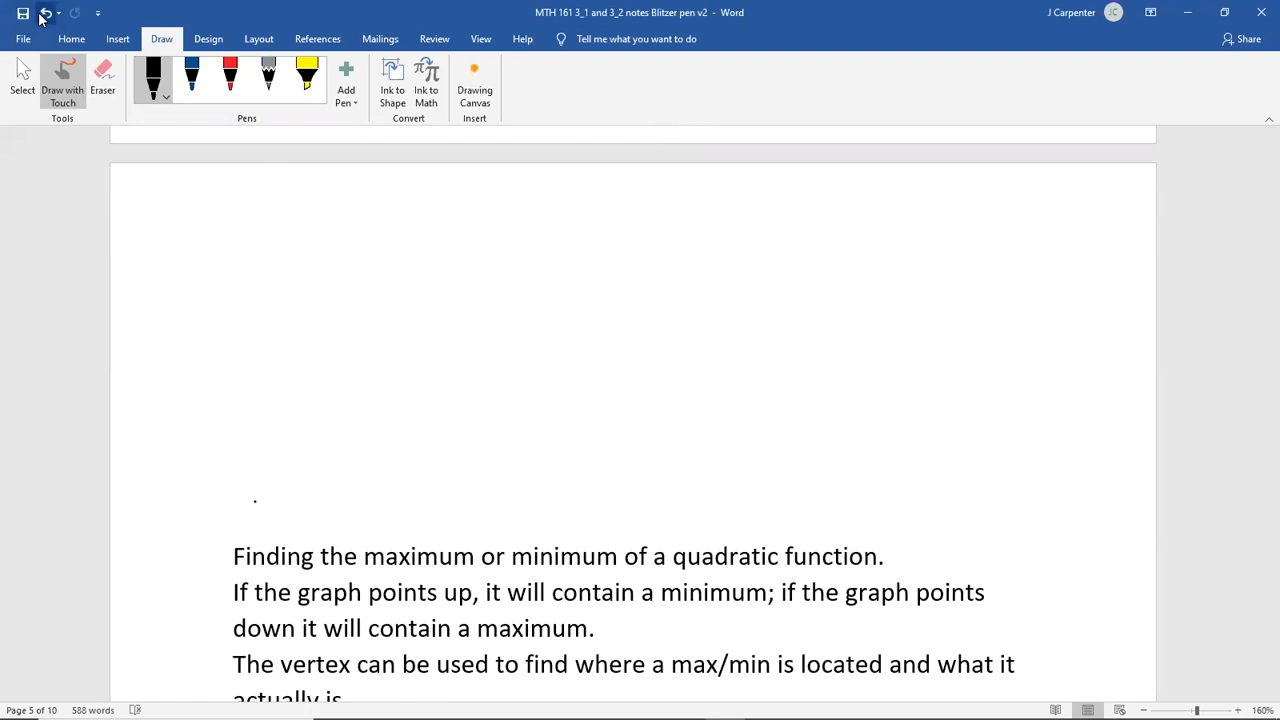 MTH 161 3_1 and 3_2 notes Blitzer pen v2 - Word
J Carpenter
JC
File
Home
Insert
Draw
Design
Layout
References
Mailings
Review
View
Help
Tell me what you want to do
Share
Select
Draw with
Touch
Eraser
Add
Pen
Ink to
Shape
Ink to
Math
Drawing
Canvas
Tools
Pens
Convert
Insert
.
Finding the maximum or minimum of a quadratic function.
If the graph points up, it will contain a minimum; if the graph points
down it will contain a maximum.
The vertex can be used to find where a max/min is located and what it
actually is.
Page 5 of 10
588 words
160%